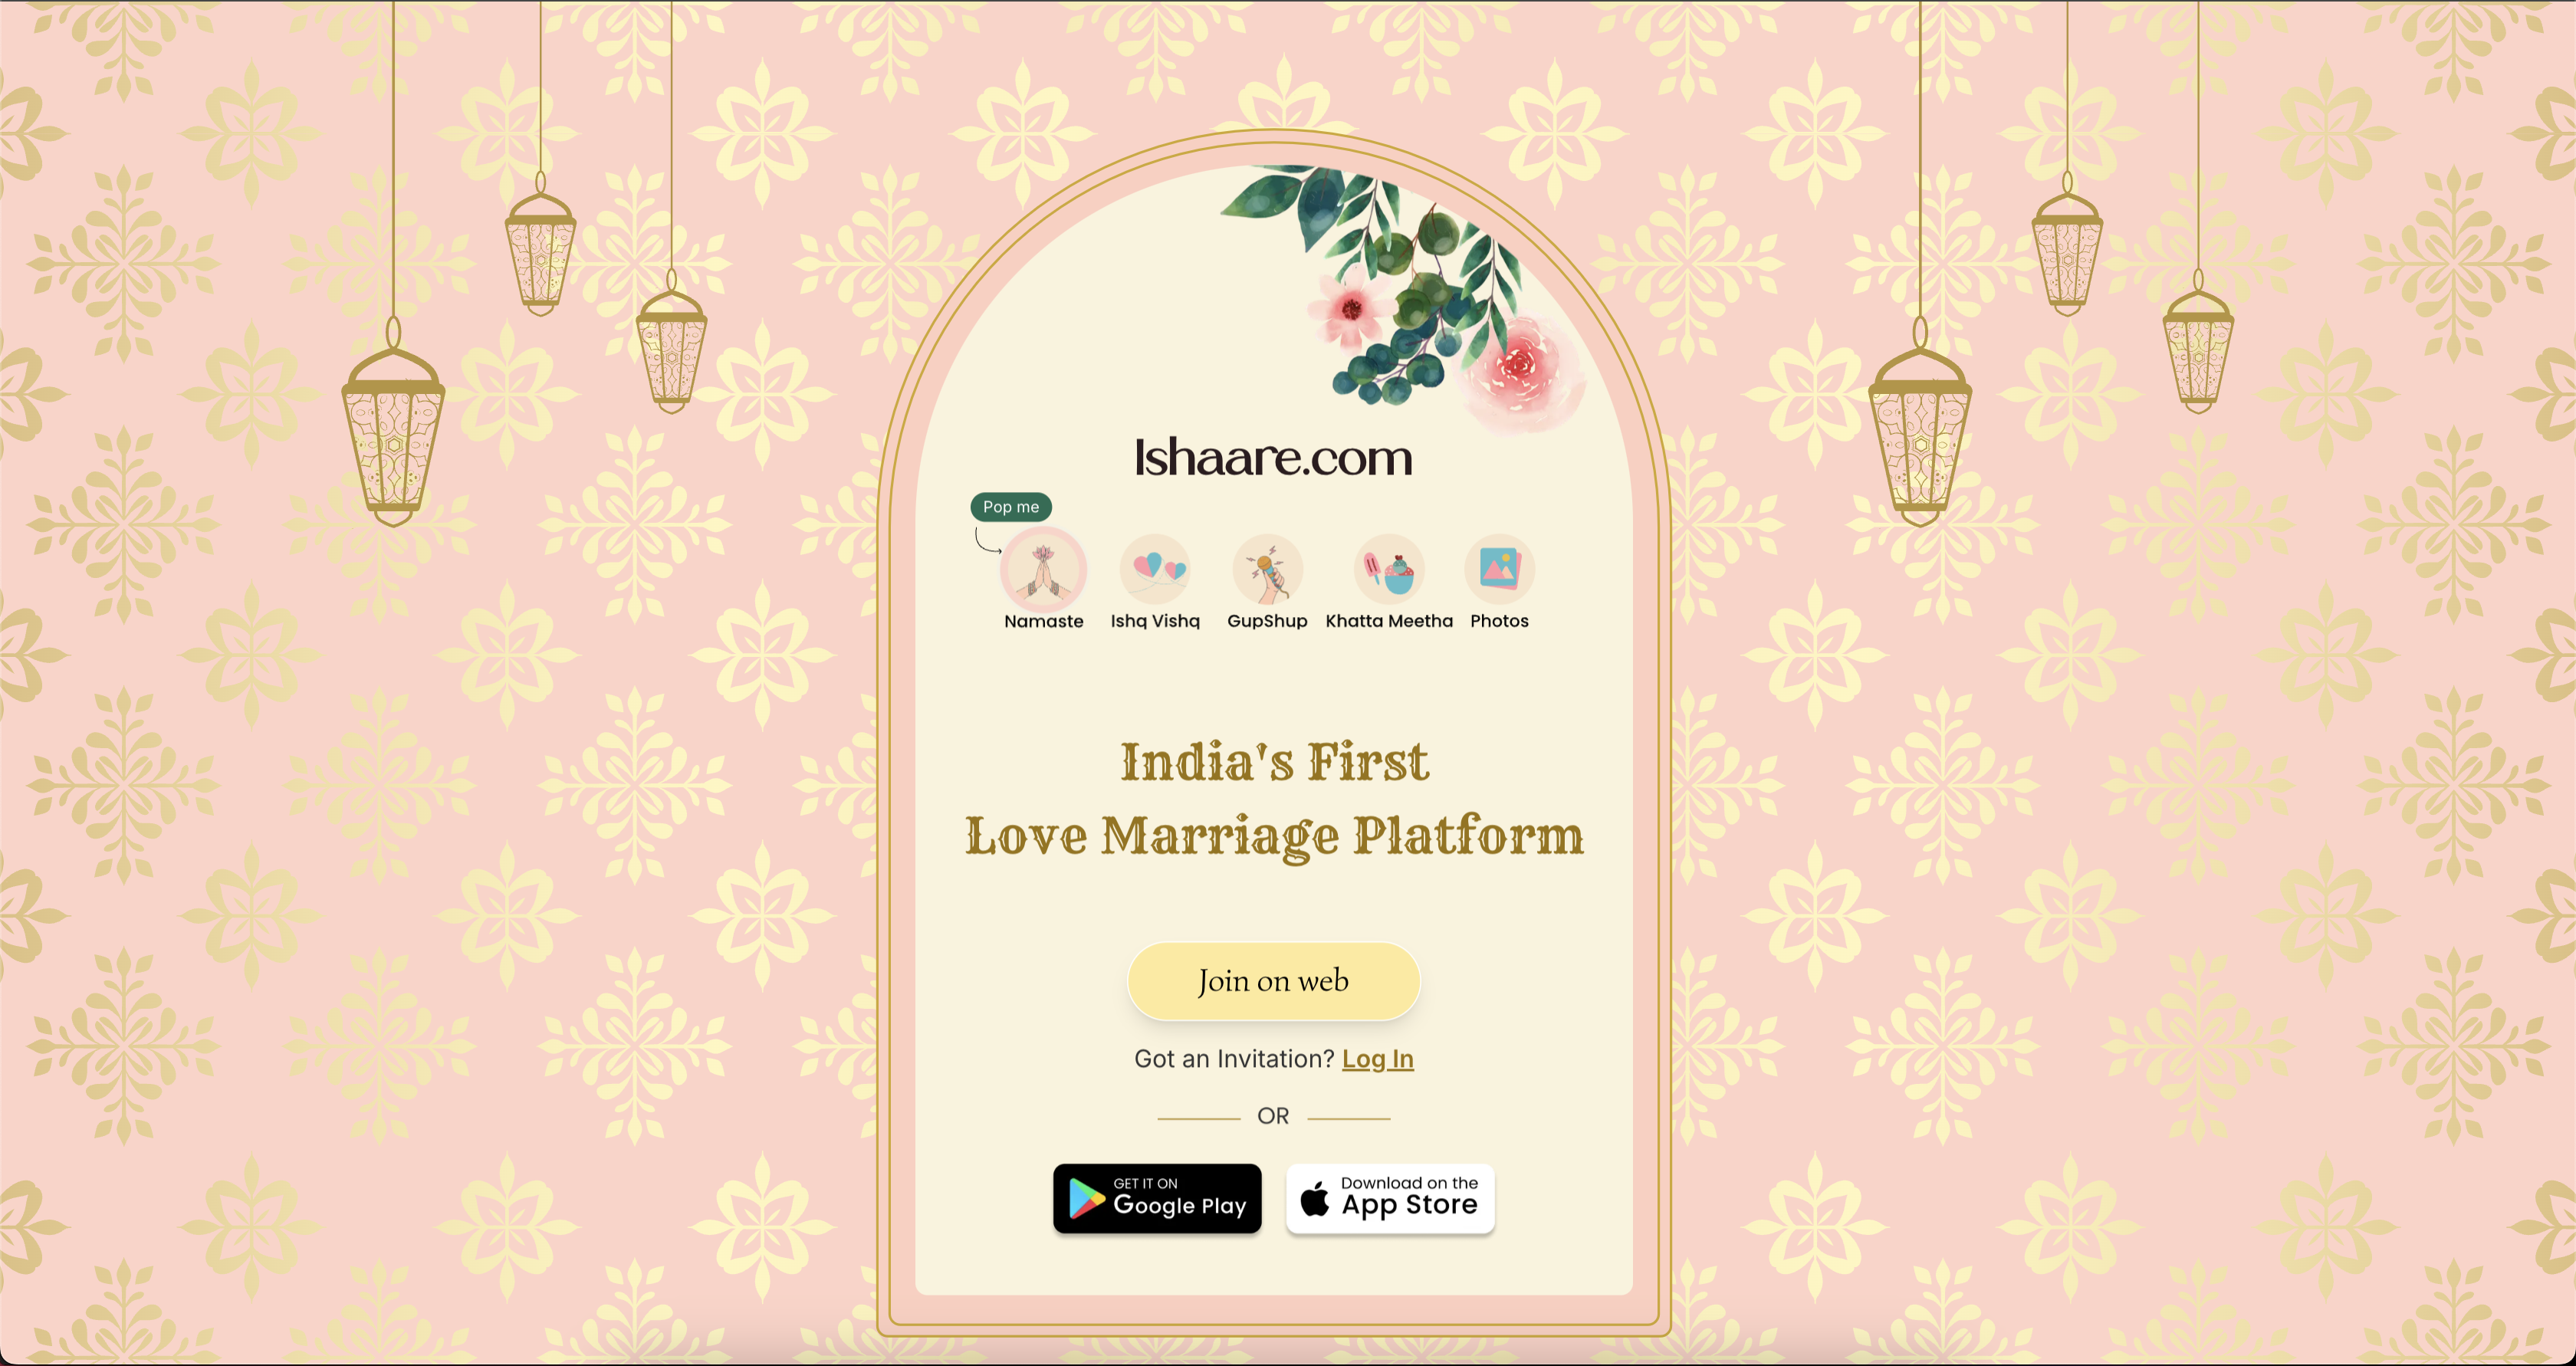 Ishaare.com
Pop me
Namaste
Ishq Vishq
GupShup
Khatta Meetha
Photos
India's First
Love Marriage Platform
Join on web
Got an Invitation? Log In
OR
GET IT ON
Google Play
Download on the
App Store